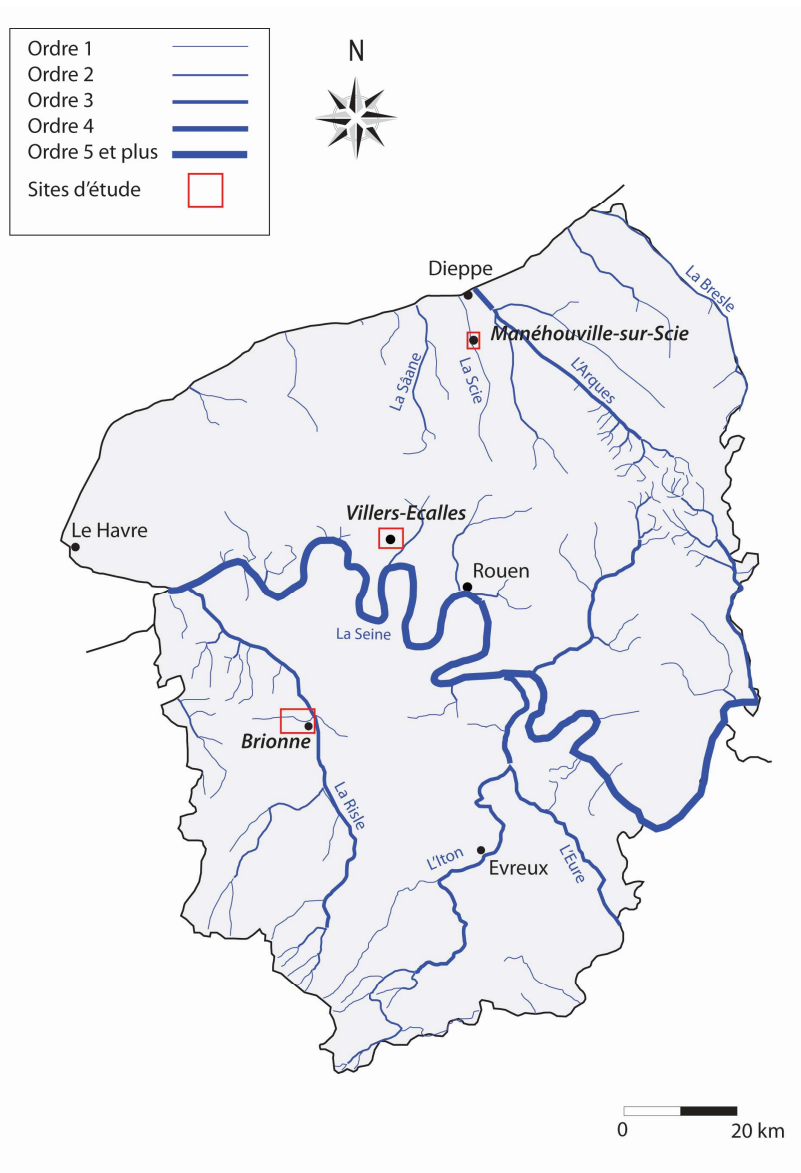 Ordre 1
Ordre 2
Ordre 3
Ordre 4
Ordre 5 et plus
Sites d'étude
N
Dieppe
La Bresle
Manéhouville-sur-Scie
La Sâane
La Scie
L'Arques
Villers-Ecalles
Le Havre
Rouen
La Seine
Brionne
La Risle
L'Iton
Evreux
L'Eure
0
20 km